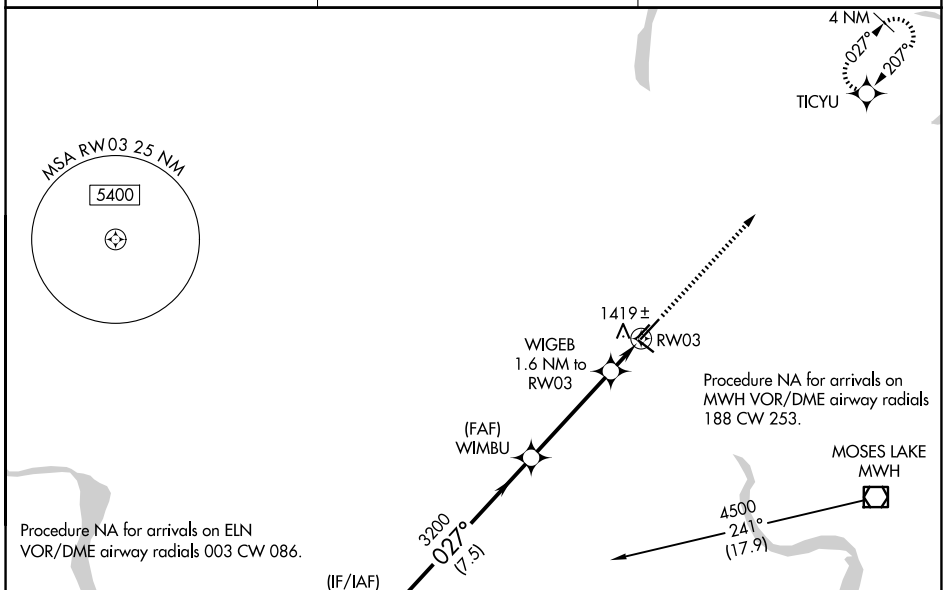 4 NM
027°
207°
TICYU
MSA RW03 25 NM
5400
1419 ±
RW03
WIGEB
1.6 NM to
RW03
Procedure NA for arrivals on
MWH VOR/DME airway radials
188 CW 253.
(FAF)
WIMBU
MOSES LAKE
MWH
4500
241°
(17.9)
3200
027°
(7.5)
Procedure NA for arrivals on ELN
VOR/DME airway radials 003 CW 086.
(IF/IAF)